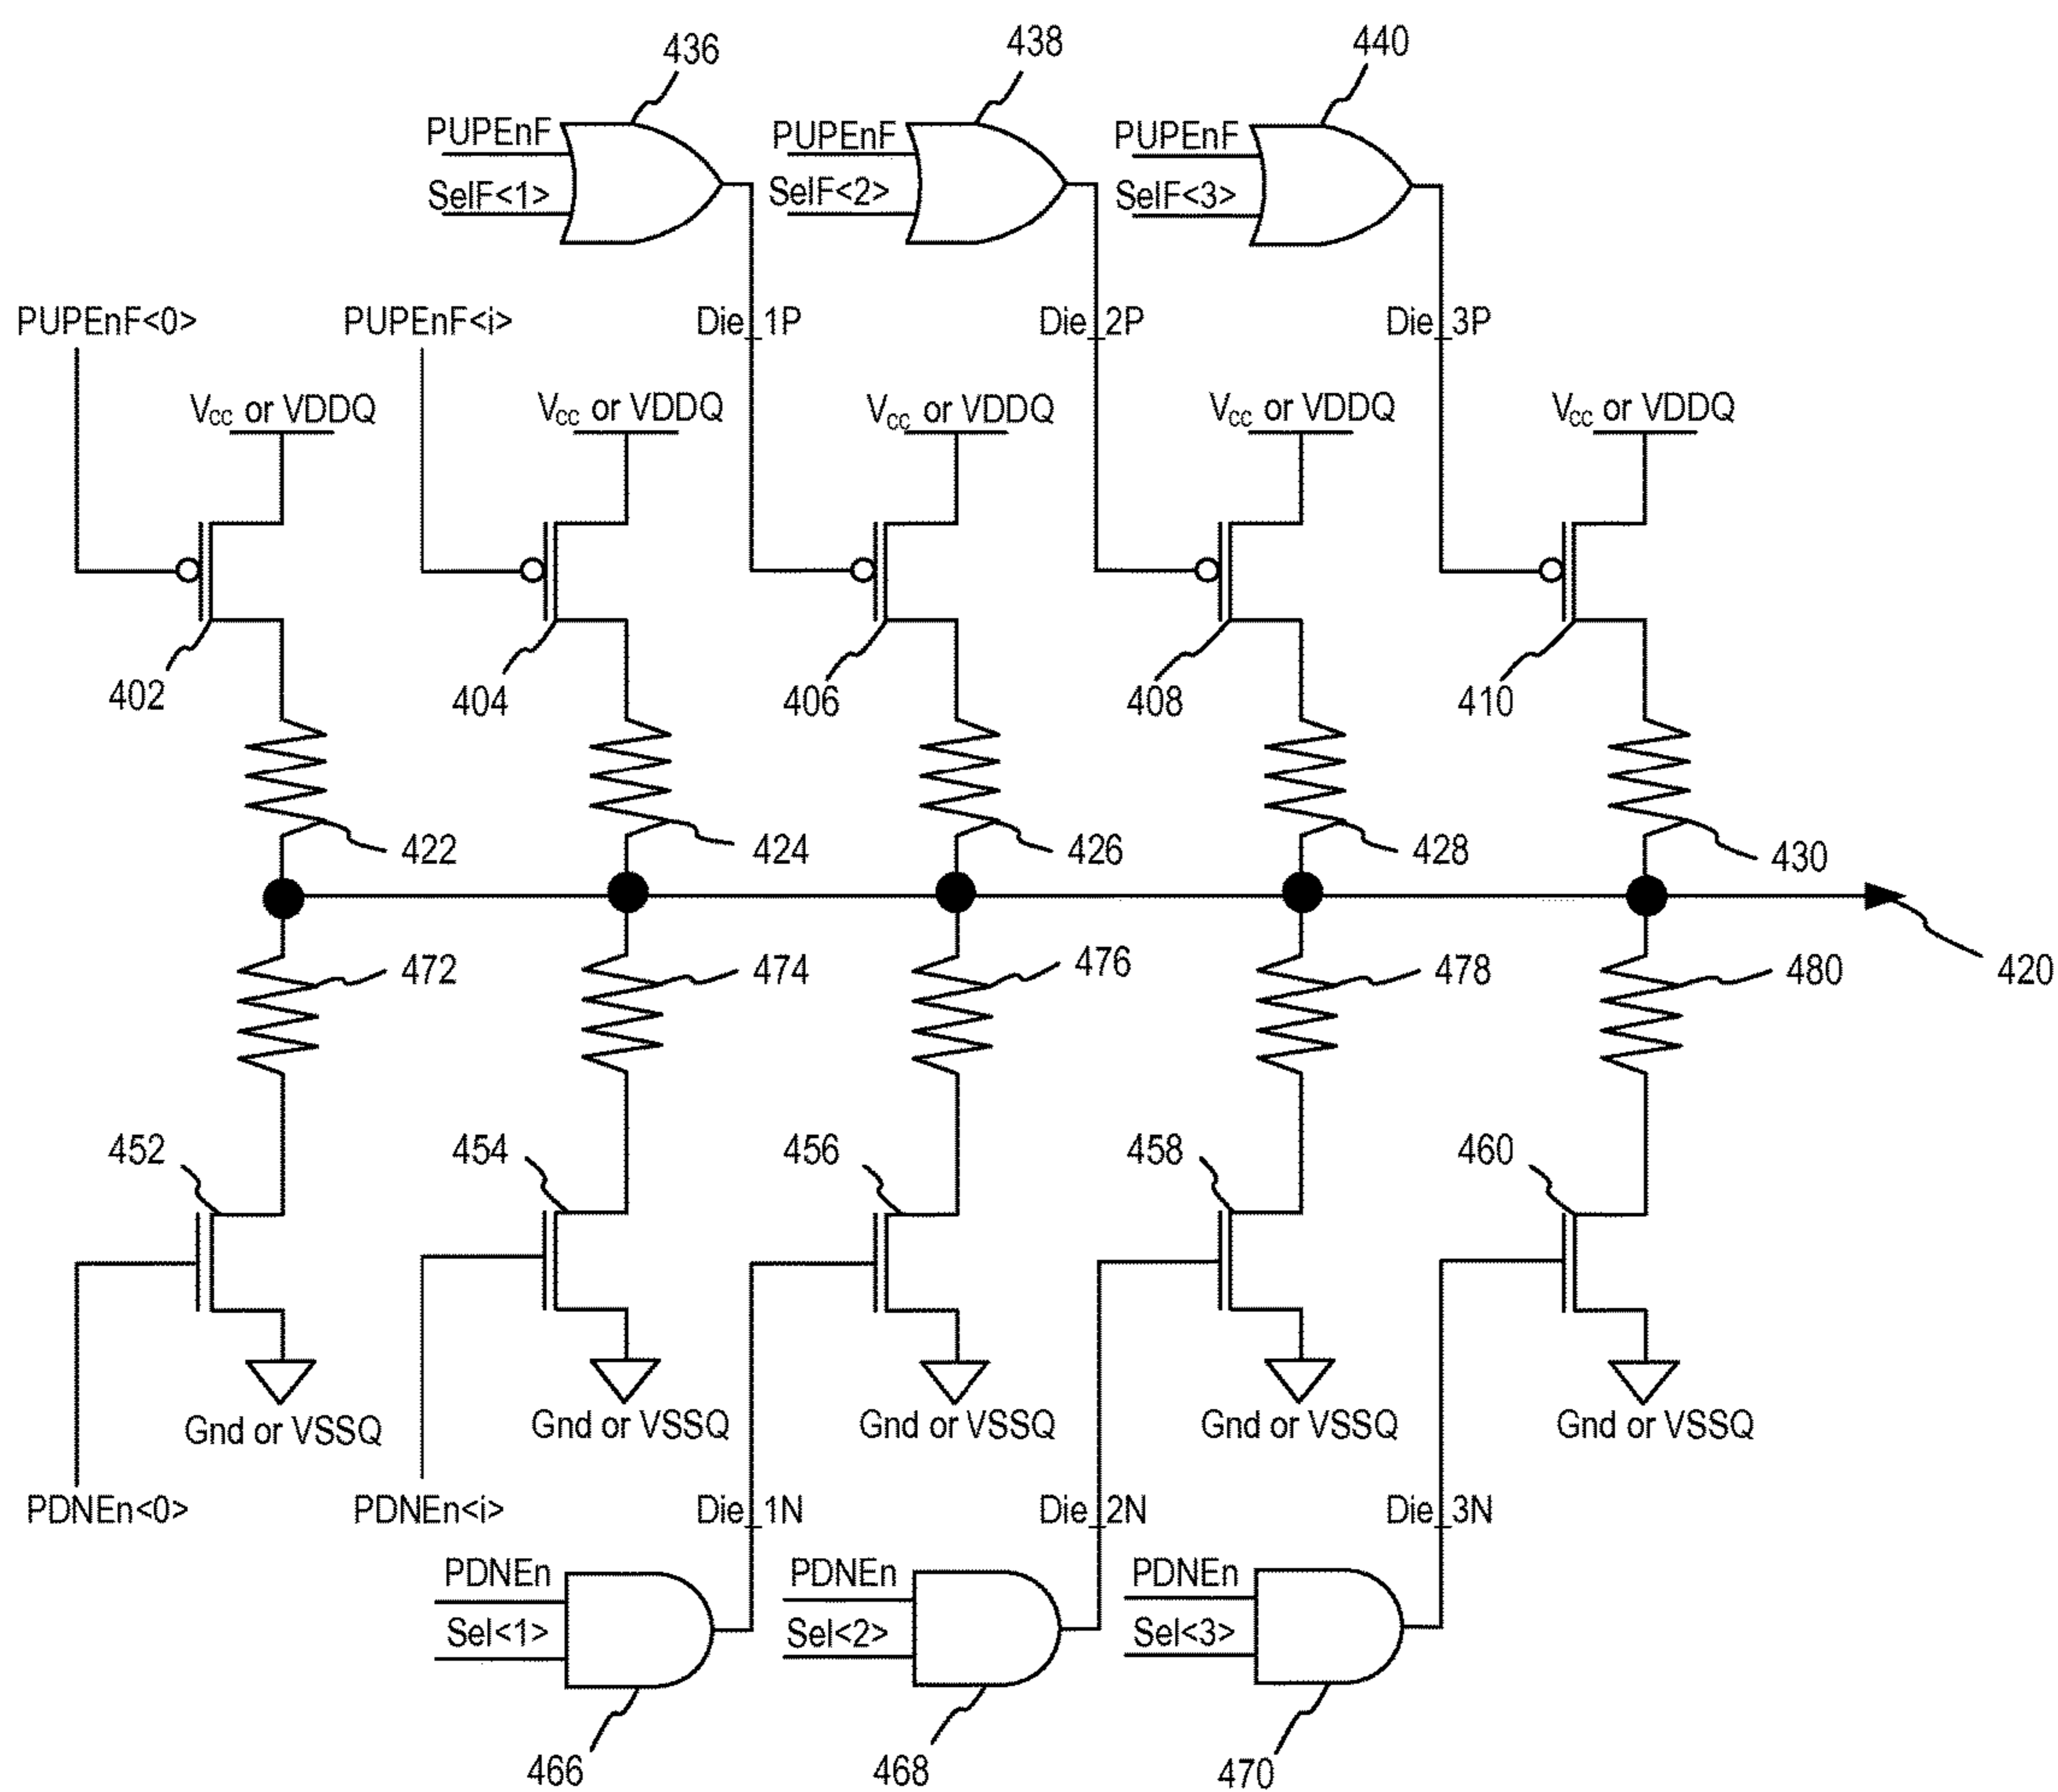 436
438
440
PUPEnF
PUPEnF
PUPEnF
SelF<1>
SelF<2>
SelF<3>
PUPEnF<0>
PUPEnF<i>
Die_1P
Die_2P
Die_3P
Vcc or VDDQ
Vcc or VDDQ
Vcc or VDDQ
Vcc or VDDQ
Vcc or VDDQ
402
404
406
408
410
422
424
426
428
430
472
474
476
478
480
420
452
454
456
458
460
Gnd or VSSQ
Gnd or VSSQ
Gnd or VSSQ
Gnd or VSSQ
Gnd or VSSQ
PDNEn<0>
PDNEn<i>
Die_1N
Die_2N
Die_3N
PDNEn
PDNEn
PDNEn
Sel<1>
Sel<2>
Sel<3>
466
468
470